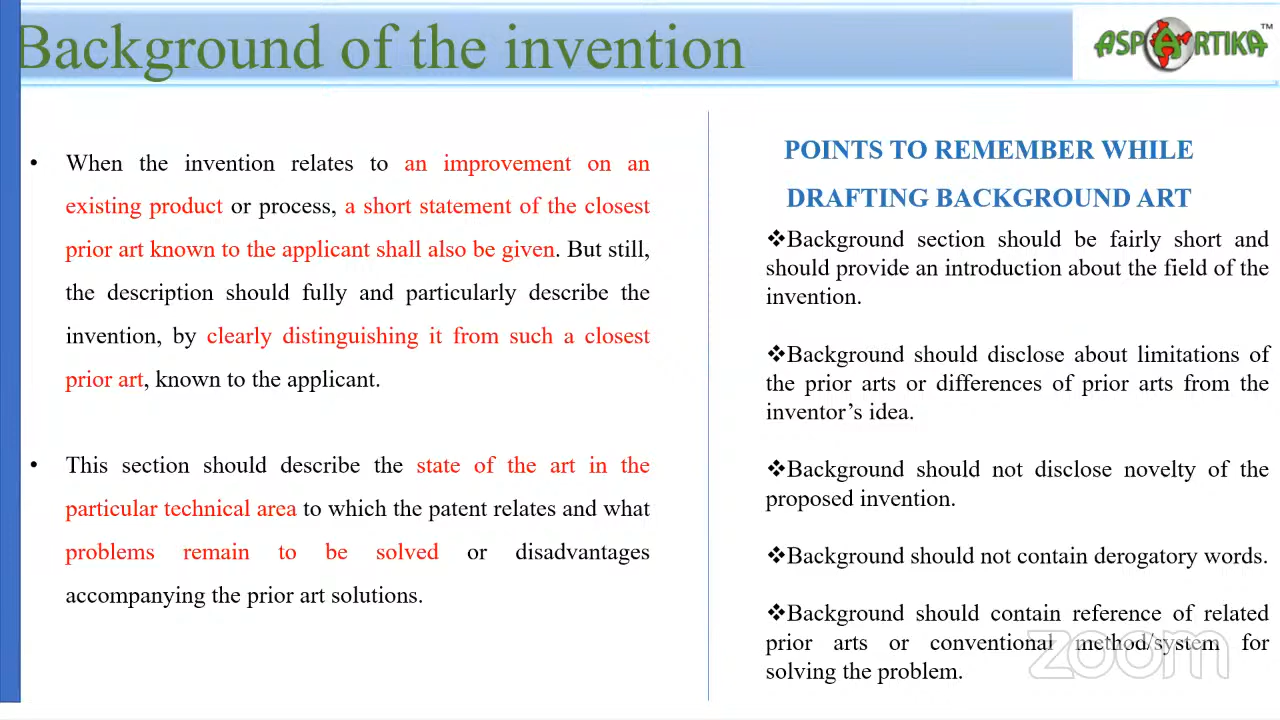 Background of the invention
ASPARTIKA™
• When the invention relates to an improvement on an
existing product or process, a short statement of the closest
prior art known to the applicant shall also be given. But still,
the description should fully and particularly describe the
invention, by clearly distinguishing it from such a closest
prior art, known to the applicant.
• This section should describe the state of the art in the
particular technical area to which the patent relates and what
problems remain to be solved or disadvantages
accompanying the prior art solutions.
POINTS TO REMEMBER WHILE
DRAFTING BACKGROUND ART
❖Background section should be fairly short and
should provide an introduction about the field of the
invention.
❖Background should disclose about limitations of
the prior arts or differences of prior arts from the
inventor’s idea.
❖Background should not disclose novelty of the
proposed invention.
❖Background should not contain derogatory words.
❖Background should contain reference of related
prior arts or conventional method/system for
solving the problem.
zoom